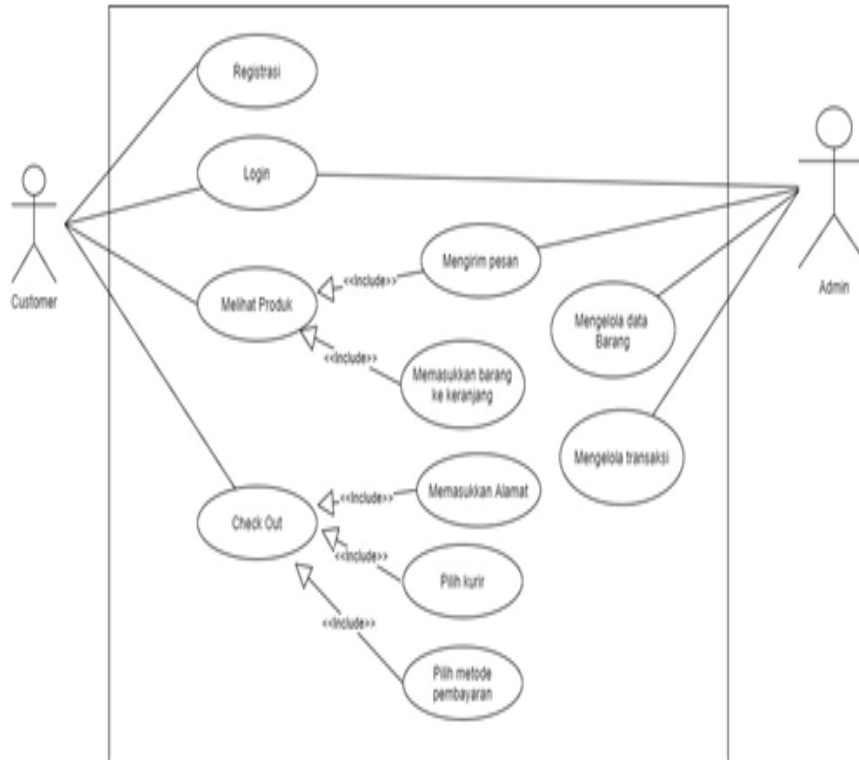 Registrasi
Login
Customer
Admin
Mengirim pesan
<<Include>>
Melihat Produk
Mengelola data
Barang
<<Include>>
Memasukkan barang
ke keranjang
Mengelola transaksi
Memasukkan Alamat
<<Include>>
Check Out
<<Include>>
Pilih kurir
<<Include>>
Pilih metode
pembayaran